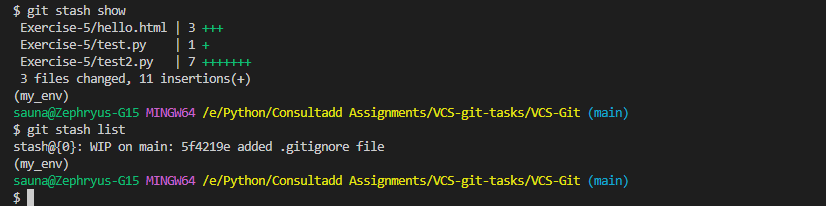 $ git stash show
 Exercise-5/hello.html | 3 +++
 Exercise-5/test.py    | 1 +
 Exercise-5/test2.py   | 7 +++++++
 3 files changed, 11 insertions(+)
(my_env)
sauna@Zephryus-G15 MINGW64 /e/Python/Consultadd Assignments/VCS-git-tasks/VCS-Git (main)
$ git stash list
stash@{0}: WIP on main: 5f4219e added .gitignore file
(my_env)
sauna@Zephryus-G15 MINGW64 /e/Python/Consultadd Assignments/VCS-git-tasks/VCS-Git (main)
$